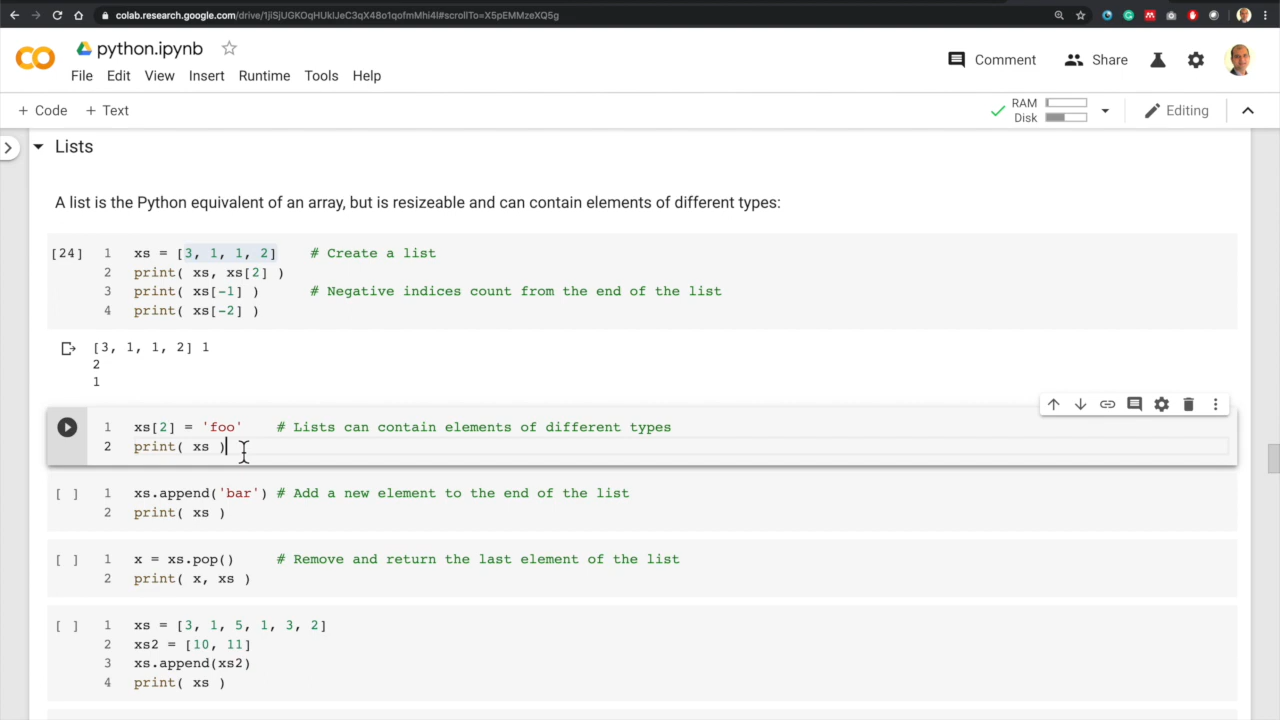 colab.research.google.com/drive/1jiSjUGKOqHUkIJeC3qX48o1qofmMhi4l#scrollTo=X5pEMMzeXQ5g
python.ipynb
File Edit View Insert Runtime Tools Help
Comment Share
+ Code + Text
RAM
Disk
Editing
Lists
A list is the Python equivalent of an array, but is resizeable and can contain elements of different types:
[24] 1 xs = [3, 1, 1, 2] # Create a list
2 print( xs, xs[2] )
3 print( xs[-1] ) # Negative indices count from the end of the list
4 print( xs[-2] )
[3, 1, 1, 2] 1
2
1
1 xs[2] = 'foo' # Lists can contain elements of different types
2 print( xs )
[ ] 1 xs.append('bar') # Add a new element to the end of the list
2 print( xs )
[ ] 1 x = xs.pop() # Remove and return the last element of the list
2 print( x, xs )
[ ] 1 xs = [3, 1, 5, 1, 3, 2]
2 xs2 = [10, 11]
3 xs.append(xs2)
4 print( xs )